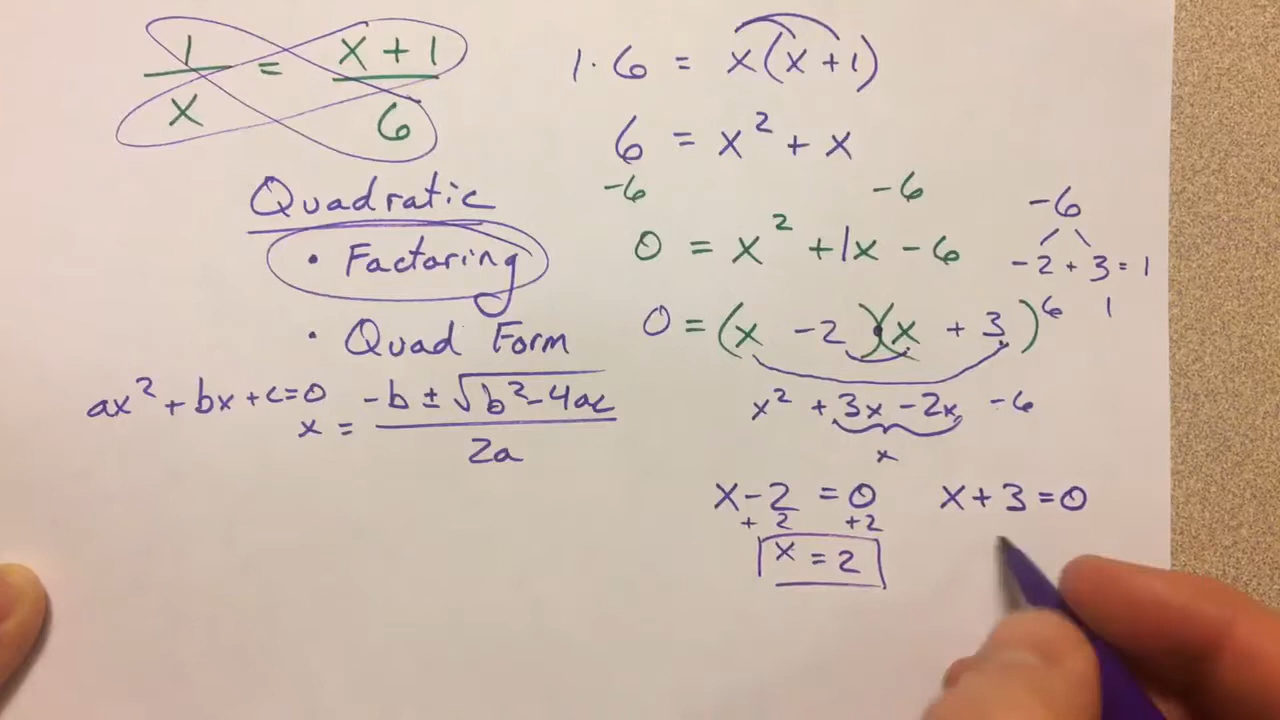 1/x = x + 1/6
Quadratic
• Factoring
• Quad Form
ax² + bx + c = 0
x = -b ± √b² - 4ac / 2a
1 · 6 = x(x + 1)
6 = x² + x
-6 -6
0 = x² + 1x - 6
0 = (x - 2)(x + 3)
x² + 3x - 2x - 6
x
-6
-2 + 3 = 1
6 1
x - 2 = 0
+ 2 +2
x = 2
x + 3 = 0